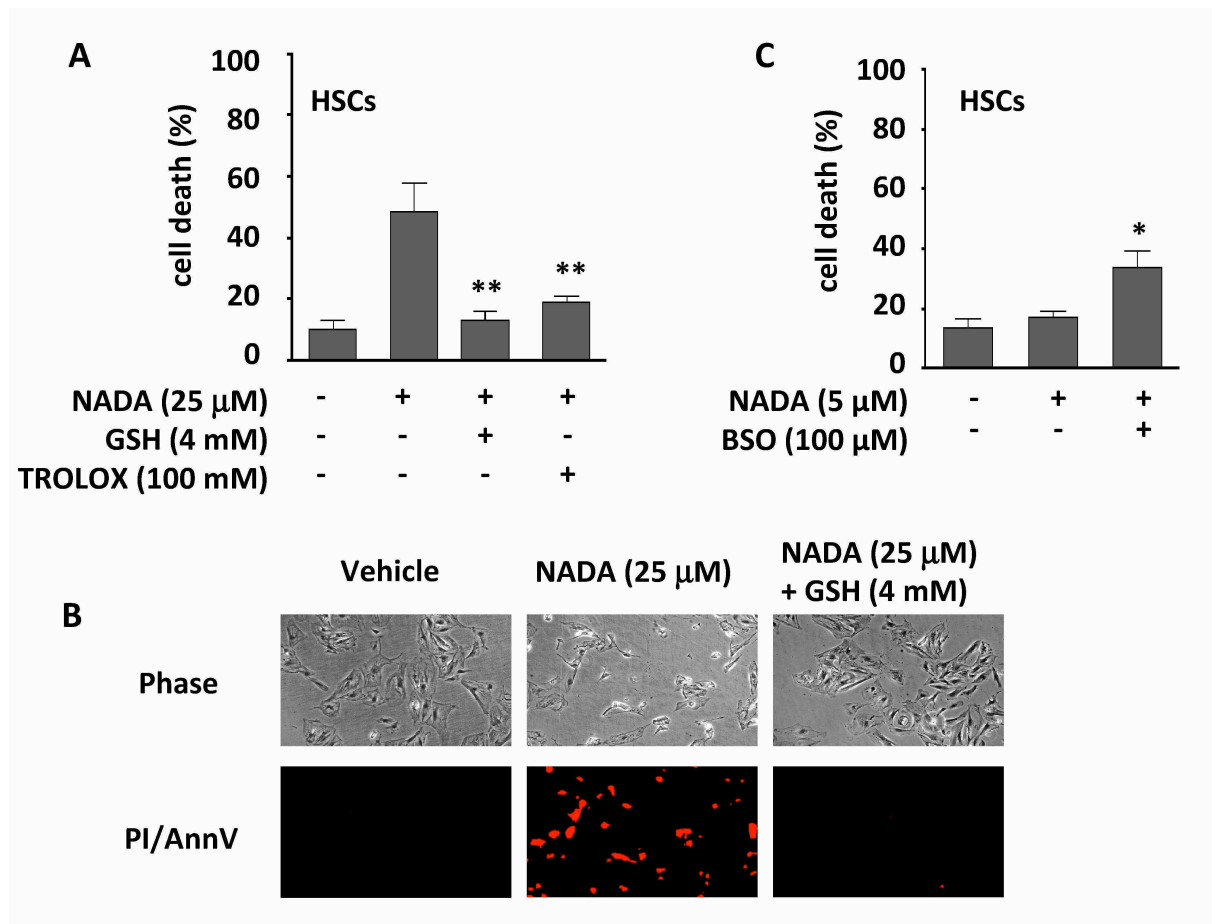 A
100
80
60
40
20
0
cell death (%)
HSCs
**
**
NADA (25 μM) - + + +
GSH (4 mM) - - + -
TROLOX (100 mM) - - - +
C
100
80
60
40
20
0
cell death (%)
HSCs
*
NADA (5 μM) - + +
BSO (100 μM) - - +
B
Vehicle
NADA (25 μM)
NADA (25 μM)
+ GSH (4 mM)
Phase
PI/AnnV